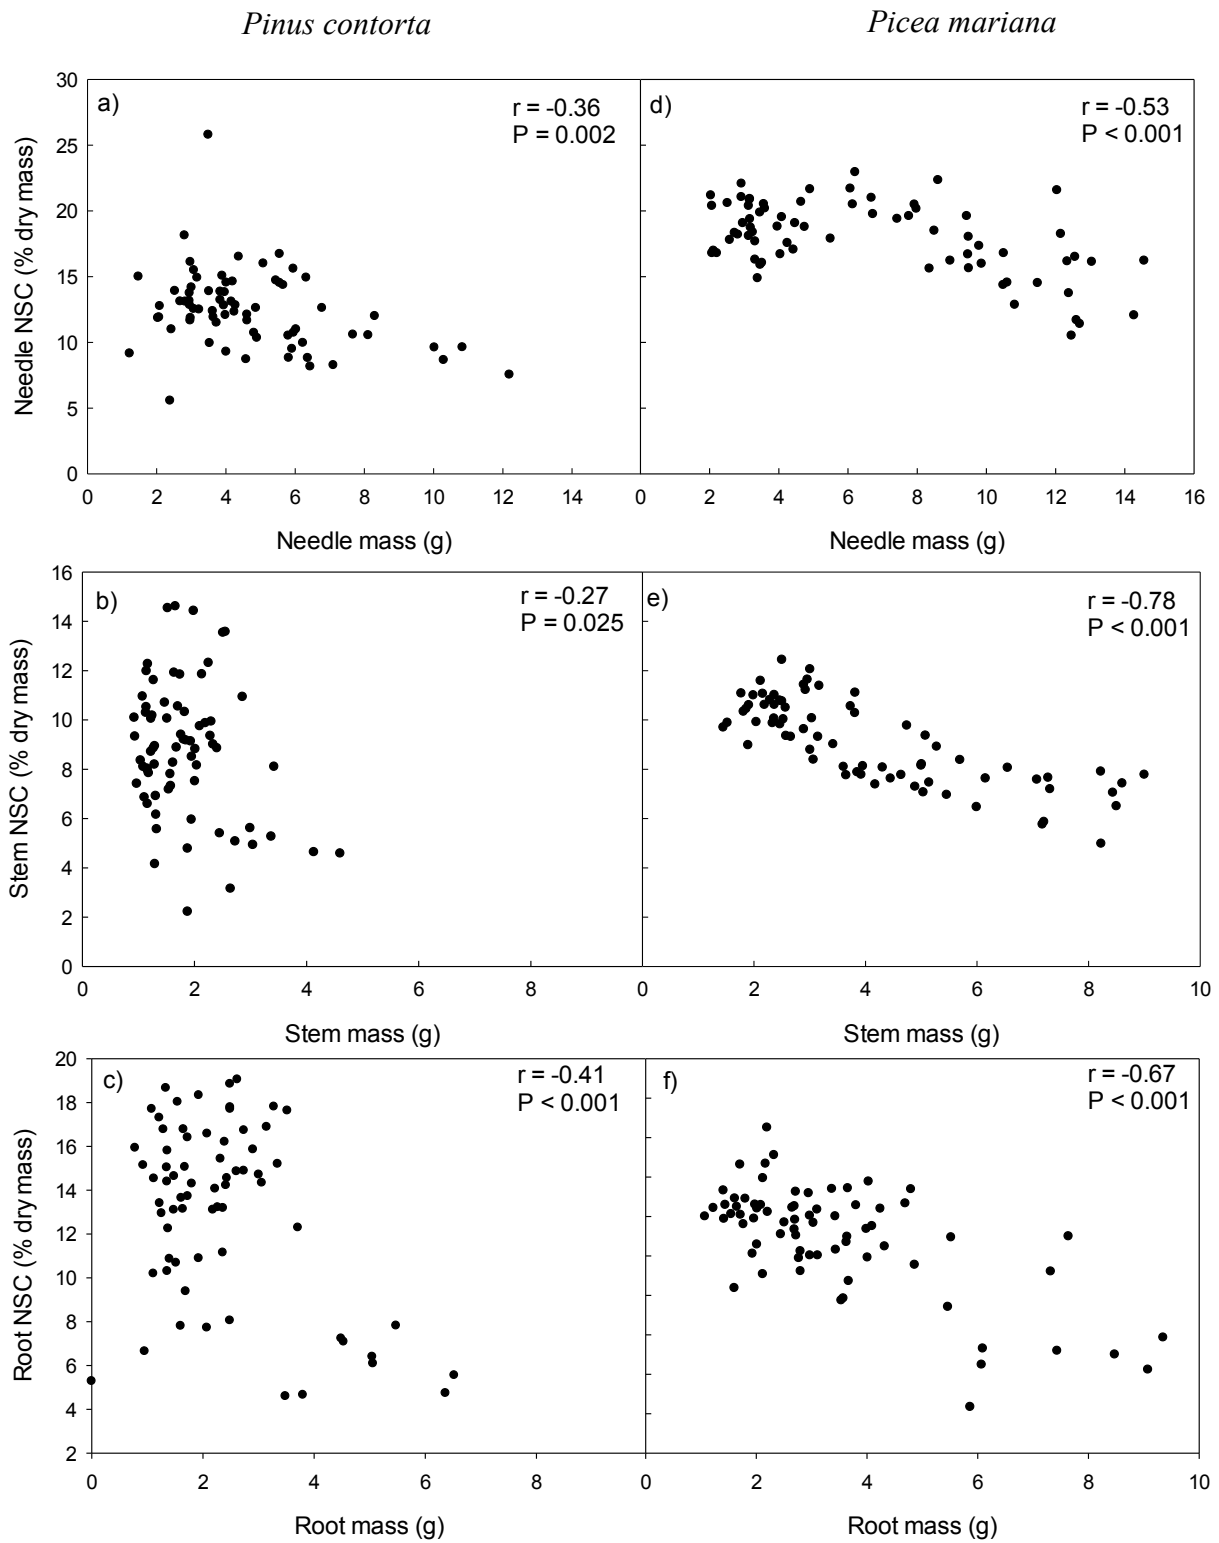 Pinus contorta
Picea mariana
a)
r = -0.36
P = 0.002
30
25
20
15
10
5
0
Needle NSC (% dry mass)
0 2 4 6 8 10 12 14
Needle mass (g)
d)
r = -0.53
P < 0.001
0 2 4 6 8 10 12 14 16
Needle mass (g)
b)
r = -0.27
P = 0.025
16
14
12
10
8
6
4
2
0
Stem NSC (% dry mass)
0 2 4 6 8
Stem mass (g)
e)
r = -0.78
P < 0.001
0 2 4 6 8 10
Stem mass (g)
c)
r = -0.41
P < 0.001
20
18
16
14
12
10
8
6
4
2
Root NSC (% dry mass)
0 2 4 6 8
Root mass (g)
f)
r = -0.67
P < 0.001
0 2 4 6 8 10
Root mass (g)